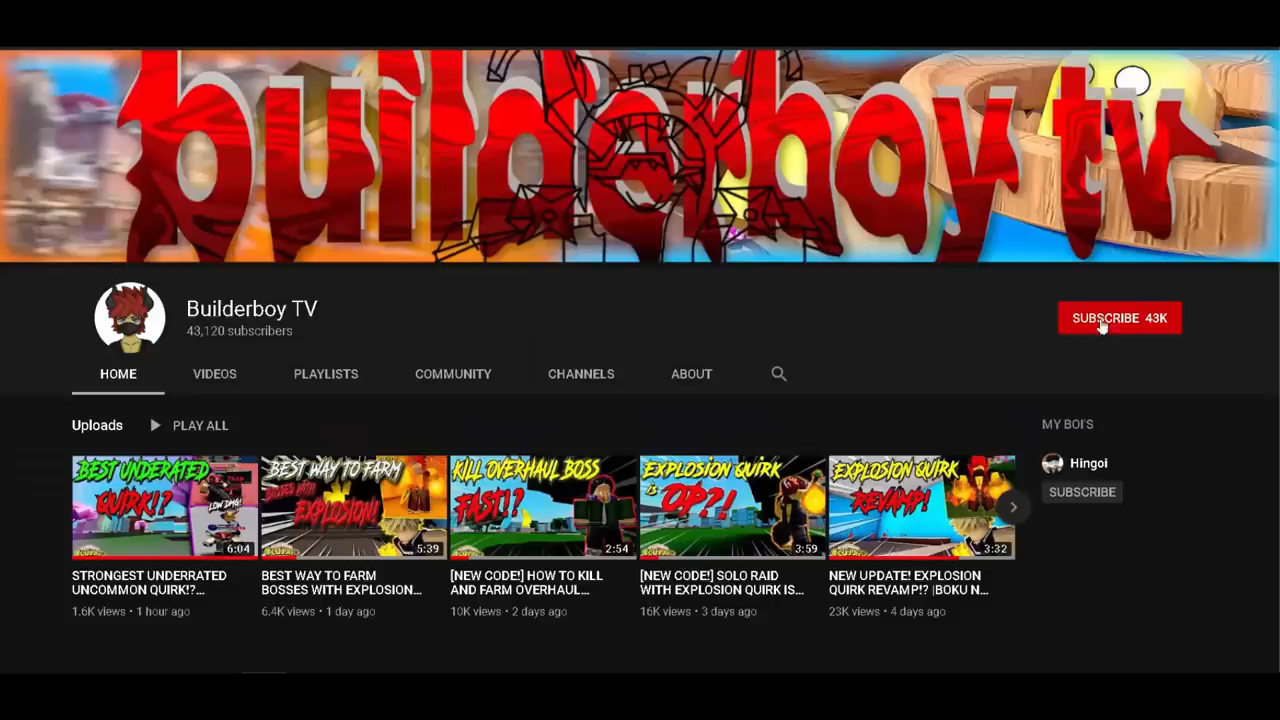 builderboy tv
Builderboy TV
43,120 subscribers
SUBSCRIBE 43K
HOME VIDEOS PLAYLISTS COMMUNITY CHANNELS ABOUT
Uploads PLAY ALL
MY BOI'S
Hingoi
SUBSCRIBE
BEST UNDERATED
QUIRK!?
LOW DMG!
6:04
STRONGEST UNDERRATED
UNCOMMON QUIRK!?...
1.6K views • 1 hour ago
BEST WAY TO FARM
BOSSES WITH
EXPLOSION!
5:39
BEST WAY TO FARM
BOSSES WITH EXPLOSION...
6.4K views • 1 day ago
KILL OVERHAUL BOSS
FAST!?
2:54
[NEW CODE!] HOW TO KILL
AND FARM OVERHAUL...
10K views • 2 days ago
EXPLOSION QUIRK
is OP?!
3:59
[NEW CODE!] SOLO RAID
WITH EXPLOSION QUIRK IS...
16K views • 3 days ago
EXPLOSION QUIRK
REVAMP!
3:32
NEW UPDATE! EXPLOSION
QUIRK REVAMP!? |BOKU N...
23K views • 4 days ago